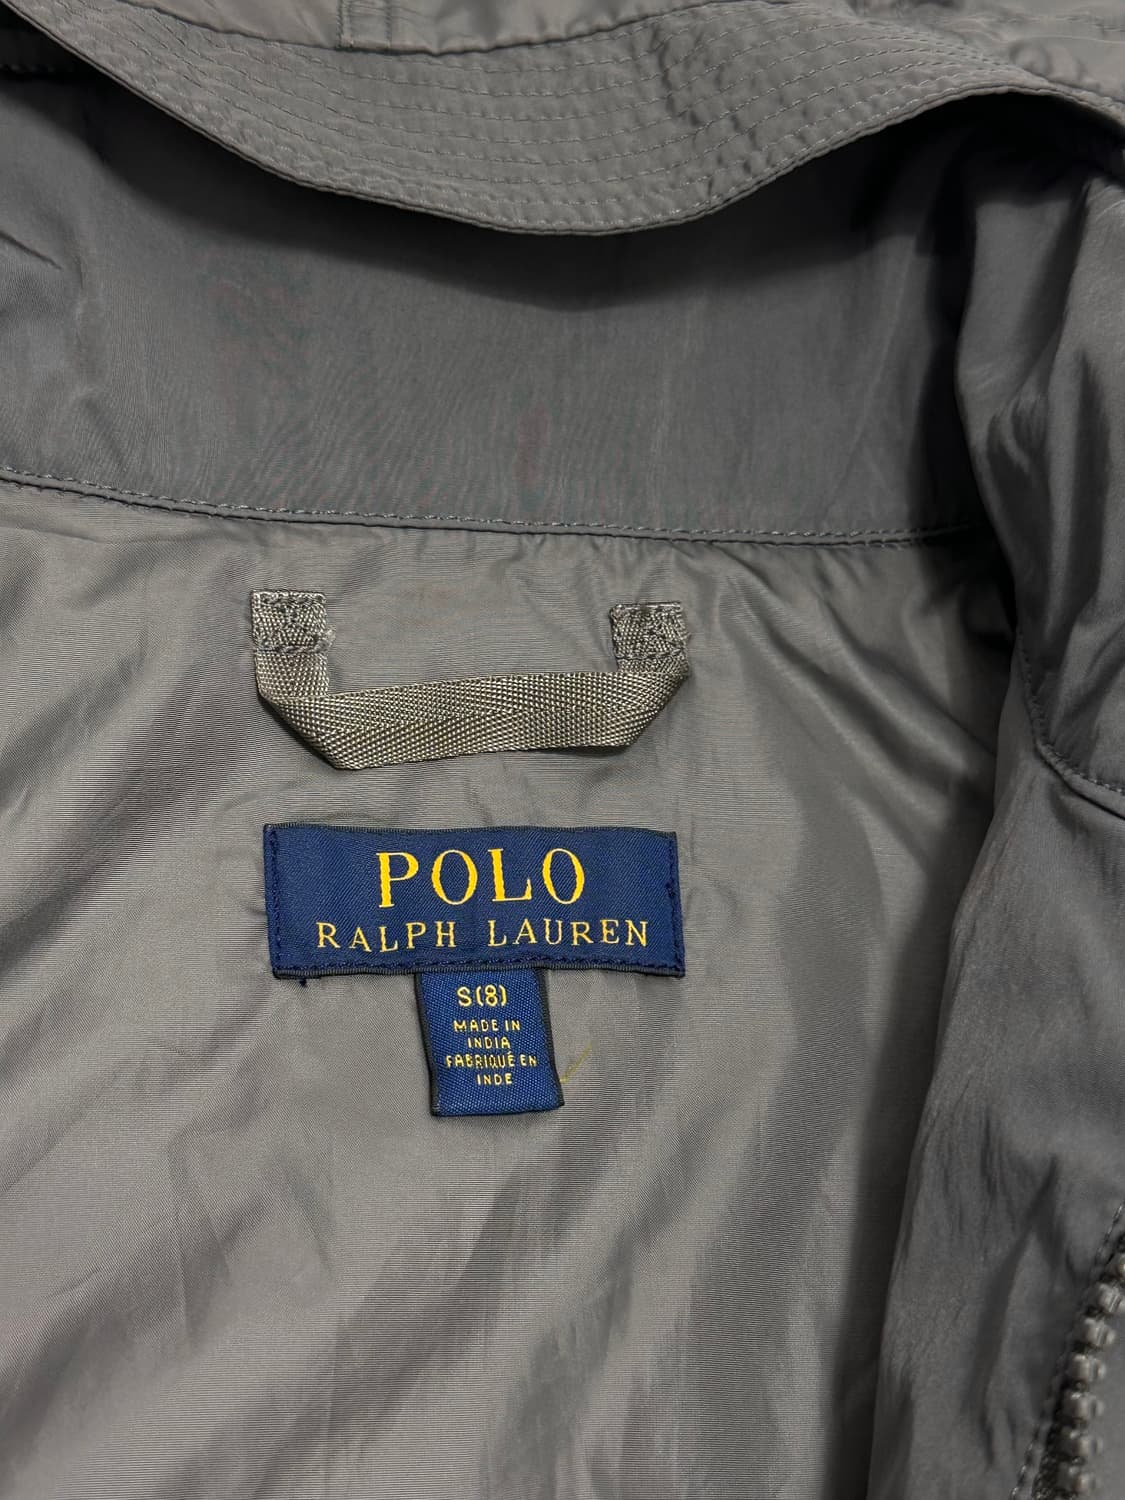 POLO
RALPH LAUREN
S(8)
MADE IN
INDIA
FABRIQUÉ EN
INDE